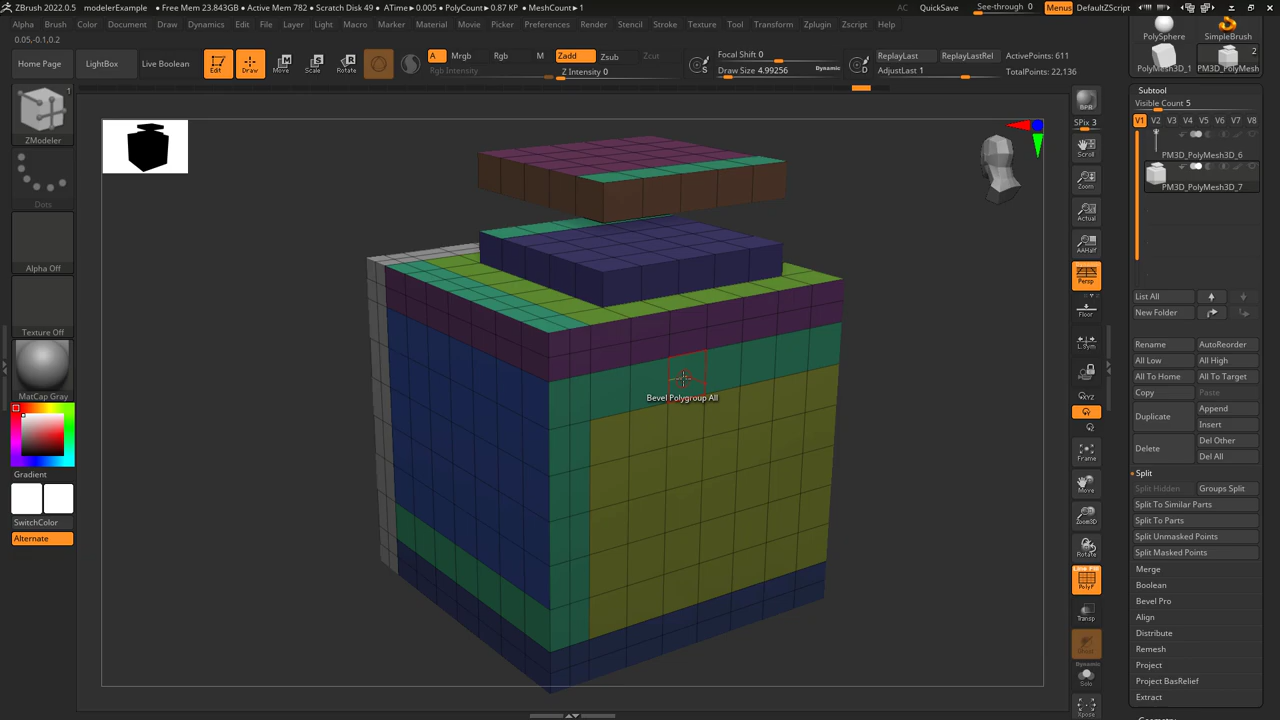 ZBrush 2022.0.5 modelerExample • Free Mem 23.843GB • Active Mem 782 • Scratch Disk 49 • ATime▶0.005 • PolyCount▶0.87 KP • MeshCount▶1 AC QuickSave See-through 0 Menus DefaultZScript
Alpha Brush Color Document Draw Dynamics Edit File Layer Light Macro Marker Material Movie Picker Preferences Render Stencil Stroke Texture Tool Transform Zplugin Zscript Help
0.05,-0.1,0.2
Home Page LightBox Live Boolean Edit Draw Move Scale Rotate
A Mrgb Rgb M Zadd Zsub Zcut
Rgb Intensity Z Intensity 0
Focal Shift 0
Draw Size 4.99256 Dynamic
S D
ReplayLast ReplayLastRel
AdjustLast 1
ActivePoints: 611
TotalPoints: 22,136
PolySphere SimpleBrush
PolyMesh3D_1 PM3D_PolyMesh
2
1
ZModeler
Dots
Alpha Off
Texture Off
MatCap Gray
Gradient
SwitchColor
Alternate
Bevel Polygroup All
BPR
SPix 3
Scroll
Zoom
Actual
AAHalf
Persp
Floor
L.Sym
XYZ
Frame
Move
Zoom3D
Rotate
Line Fill
PolyF
Transp
Dynamic
Solo
Xpose
Subtool
Visible Count 5
V1 V2 V3 V4 V5 V6 V7 V8
PM3D_PolyMesh3D_6
PM3D_PolyMesh3D_7
List All
New Folder
Rename AutoReorder
All Low All High
All To Home All To Target
Copy Paste
Duplicate Append
Insert
Delete Del Other
Del All
Split
Split Hidden Groups Split
Split To Similar Parts
Split To Parts
Split Unmasked Points
Split Masked Points
Merge
Boolean
Bevel Pro
Align
Distribute
Remesh
Project
Project BasRelief
Extract